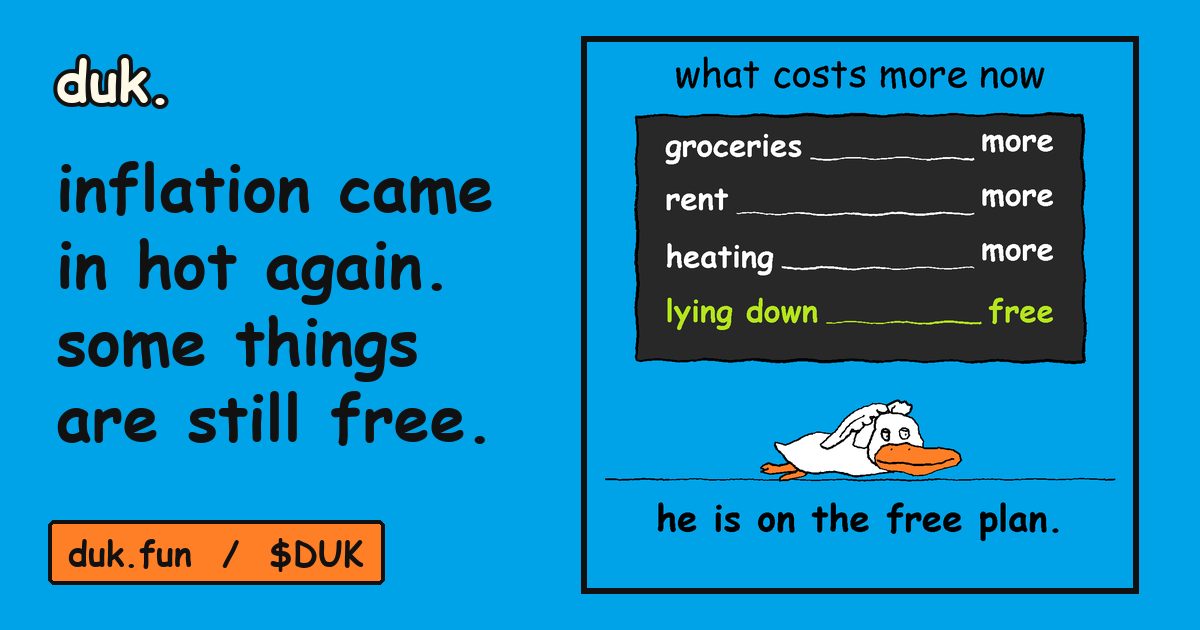 duk.
inflation came
in hot again.
some things
are still free.
duk.fun / $DUK
what costs more now
groceries more
rent more
heating more
lying down free
he is on the free plan.